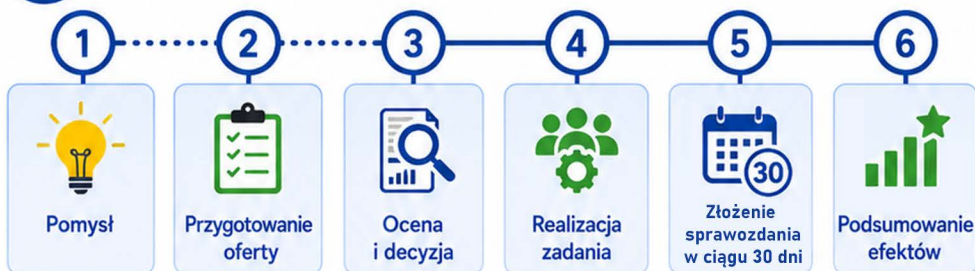 1 2 3 4 5 6
Pomysł
Przygotowanie
oferty
Ocena
i decyzja
Realizacja
zadania
30
Złożenie
sprawozdania
w ciągu 30 dni
Podsumowanie
efektów